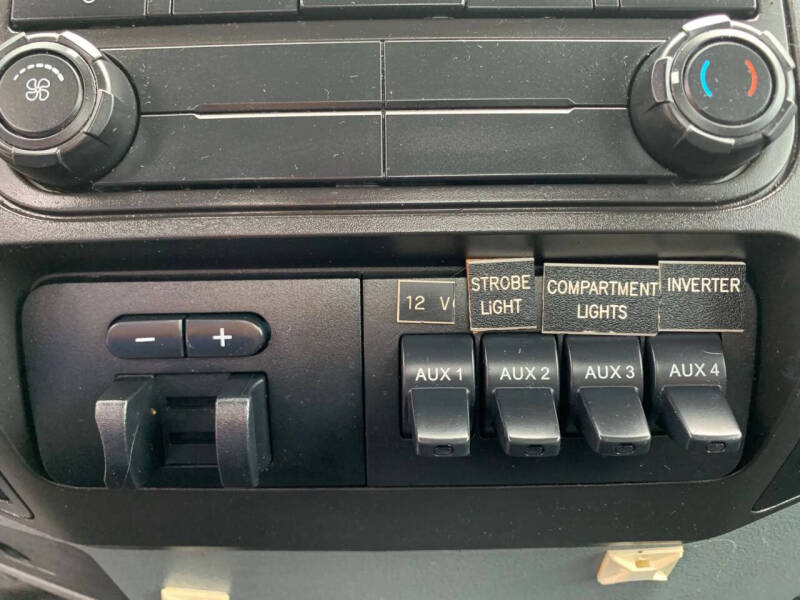 12 V
STROBE
LiGHT
COMPARTMENT
LIGHTS
INVERTER
− +
AUX 1
AUX 2
AUX 3
AUX 4